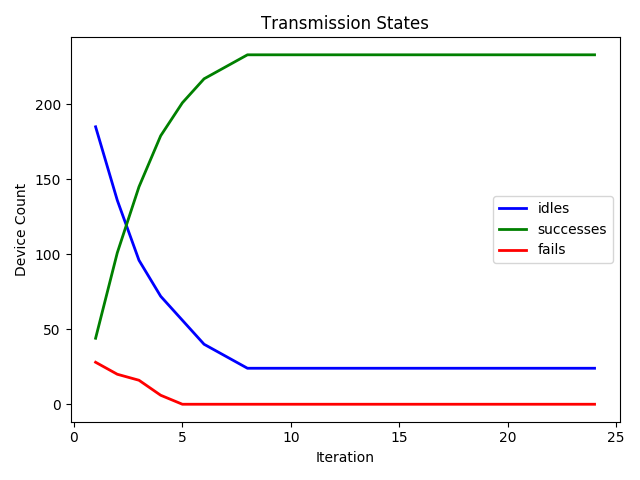 Transmission States
Device Count
200
150
100
50
0
idles
successes
fails
0 5 10 15 20 25
Iteration